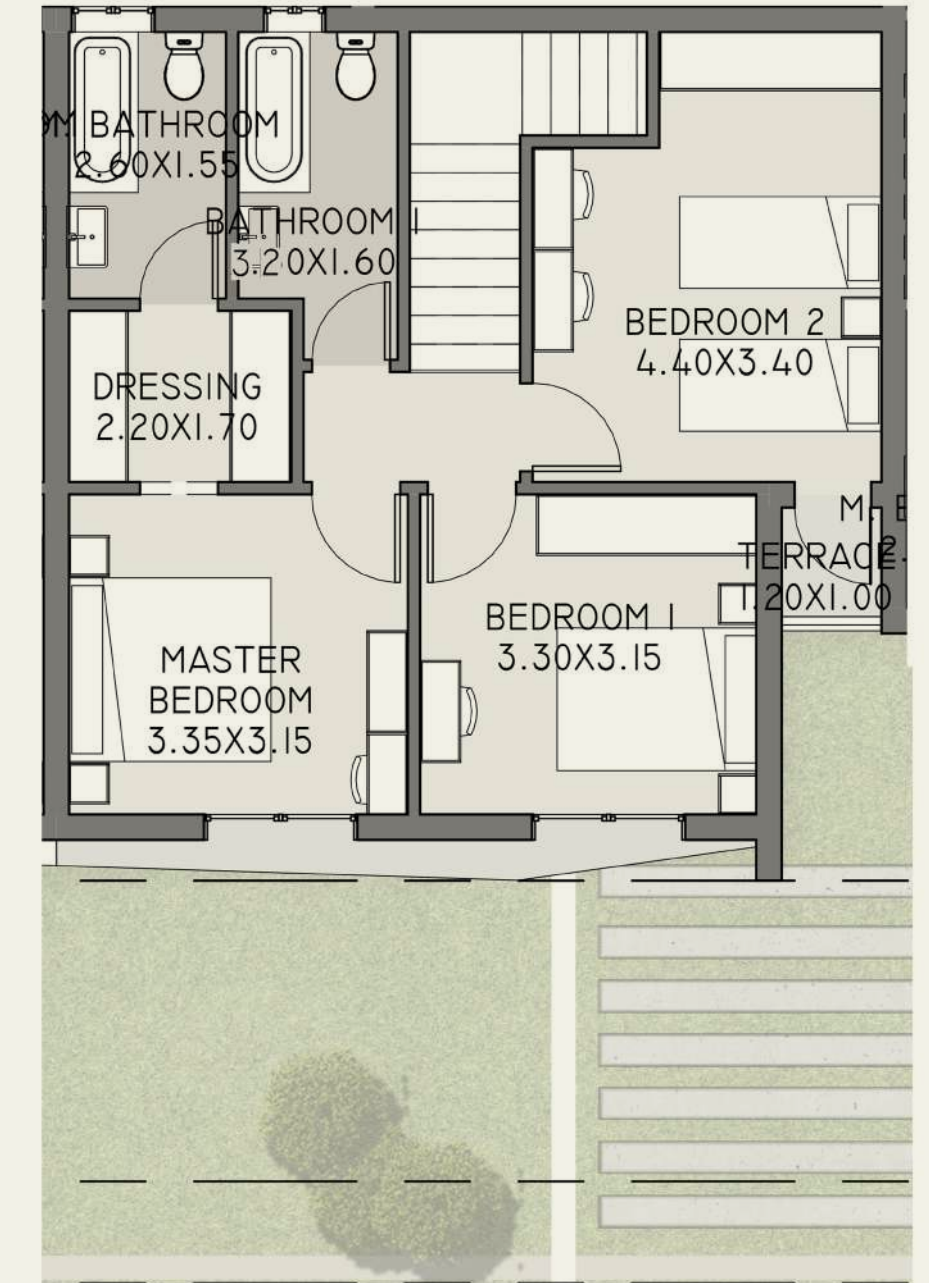 M BATHROOM
2.60X1.55
BATHROOM 1
3.20X1.60
BEDROOM 2
4.40X3.40
DRESSING
2.20X1.70
M.
2.
TERRACE
1.20X1.00
BEDROOM 1
3.30X3.15
MASTER
BEDROOM
3.35X3.15